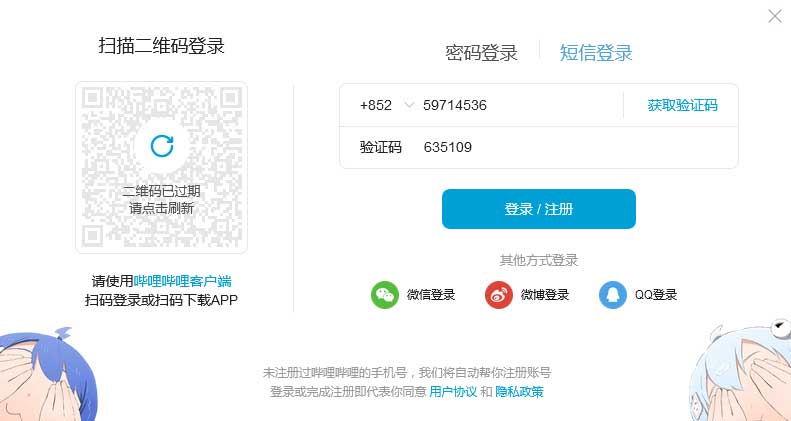 扫描二维码登录
二维码已过期
请点击刷新
请使用哔哩哔哩客户端
扫码登录或扫码下载APP
密码登录 短信登录
+852 59714536 获取验证码
验证码 635109
登录 / 注册
其他方式登录
微信登录 微博登录 QQ登录
未注册过哔哩哔哩的手机号，我们将自动帮你注册账号
登录或完成注册即代表你同意 用户协议 和 隐私政策